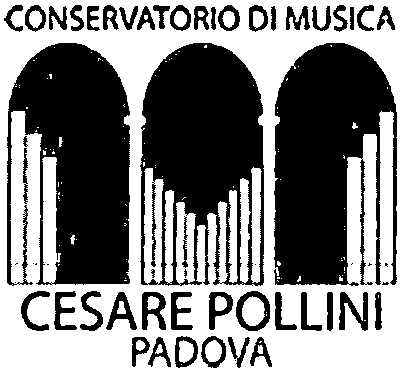 CONSERVATORIO DI MUSICA
CESARE POLLINI
PADOVA